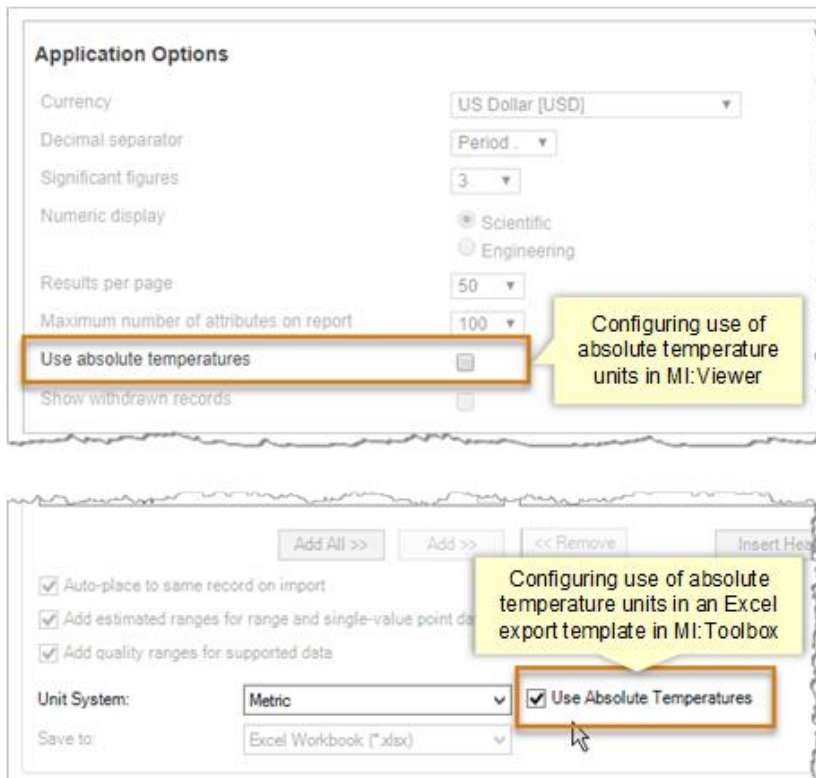 Application Options
Currency US Dollar [USD]
Decimal separator Period .
Significant figures 3
Numeric display Scientific
Engineering
Results per page 50
Maximum number of attributes on report 100
Configuring use of
absolute temperature
units in MI:Viewer
Use absolute temperatures
Show withdrawn records
Add All >> Add >> << Remove Insert
Configuring use of absolute
temperature units in an Excel
export template in MI:Toolbox
Auto-place to same record on import
Add estimated ranges for range and single-value point
Add quality ranges for supported data
Unit System: Metric Use Absolute Temperatures
Save to: Excel Workbook (*.xlsx)